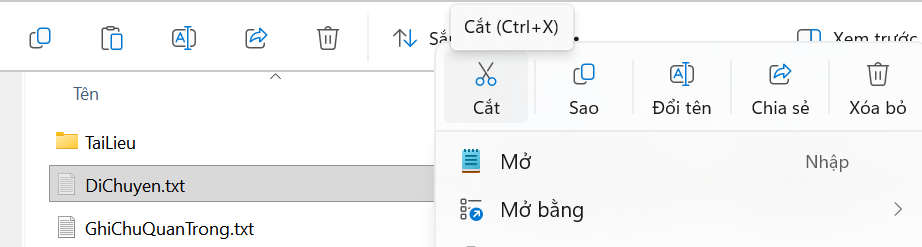 Cắt (Ctrl+X)
Xem trước
Tên
Cắt
Sao
Đổi tên
Chia sẻ
Xóa bỏ
TaiLieu
Mở
Nhập
DiChuyen.txt
Mở bằng
GhiChuQuanTrong.txt